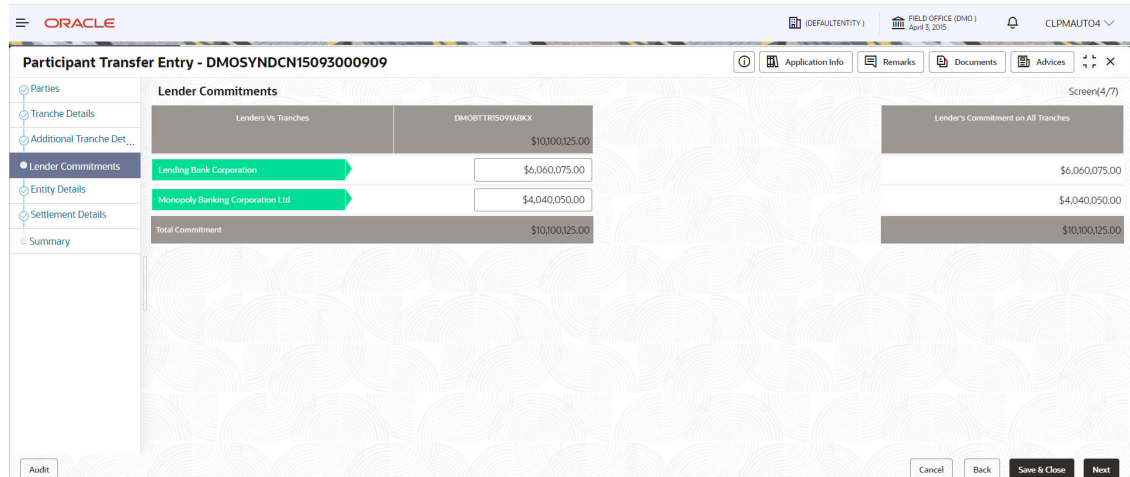 ORACLE
(DEFAULTENTITY )
FIELD OFFICE (DMO )
April 3, 2015
CLPMAUTO4
Participant Transfer Entry - DMOSYNDCN15093000909
Application Info
Remarks
Documents
Advices
Parties
Tranche Details
Additional Tranche Det...
Lender Commitments
Entity Details
Settlement Details
Summary
Lender Commitments
Screen(4/7)
Lenders Vs Tranches
DMOBTTR15091ABKX
$10,100,125.00
Lender's Commitment on All Tranches
Lending Bank Corporation
$6,060,075.00
$6,060,075.00
Monopoly Banking Corporation Ltd
$4,040,050.00
$4,040,050.00
Total Commitment
$10,100,125.00
$10,100,125.00
Audit
Cancel
Back
Save & Close
Next